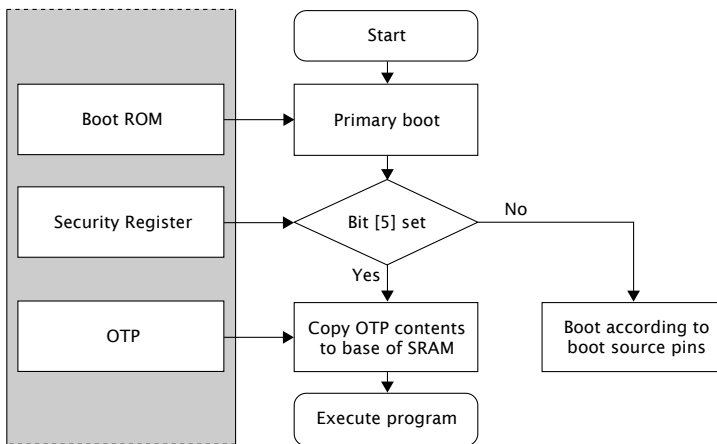 Start
Boot ROM
Primary boot
Security Register
Bit [5] set
No
Yes
OTP
Copy OTP contents
to base of SRAM
Boot according to
boot source pins
Execute program